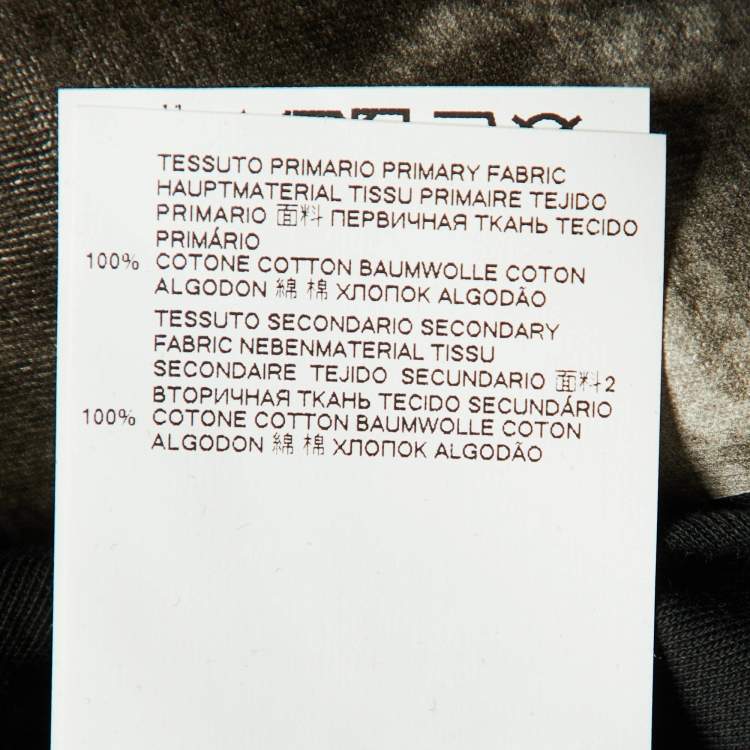 TESSUTO PRIMARIO PRIMARY FABRIC
HAUPTMATERIAL TISSU PRIMAIRE TEJIDO
PRIMARIO 面料 ПЕРВИЧНАЯ ТКАНЬ TECIDO
PRIMÁRIO
100% COTONE COTTON BAUMWOLLE COTON
ALGODON 綿 棉 ХЛОПОК ALGODÃO
TESSUTO SECONDARIO SECONDARY
FABRIC NEBENMATERIAL TISSU
SECONDAIRE TEJIDO SECUNDARIO 面料2
ВТОРИЧНАЯ ТКАНЬ TECIDO SECUNDÁRIO
100% COTONE COTTON BAUMWOLLE COTON
ALGODON 綿 棉 ХЛОПОК ALGODÃO